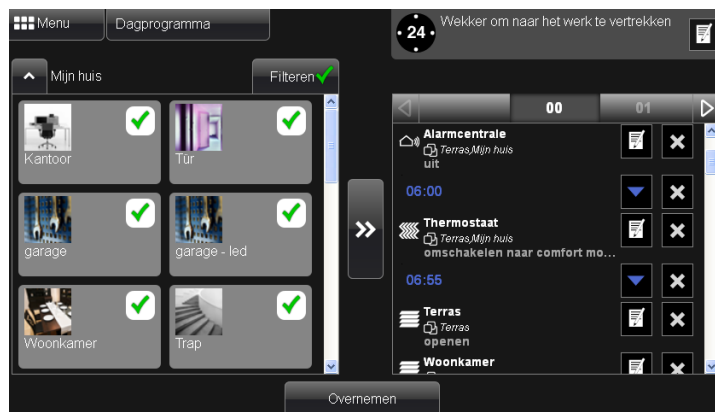 Menu
Dagprogramma
24
Wekker om naar het werk te vertrekken
Mijn huis
Filteren
Kantoor
Tür
garage
garage - led
Woonkamer
Trap
00
01
Alarmcentrale
Terras,Mijn huis
uit
06:00
Thermostaat
Terras,Mijn huis
omschakelen naar comfort mo...
06:55
Terras
Terras
openen
Woonkamer
Overnemen